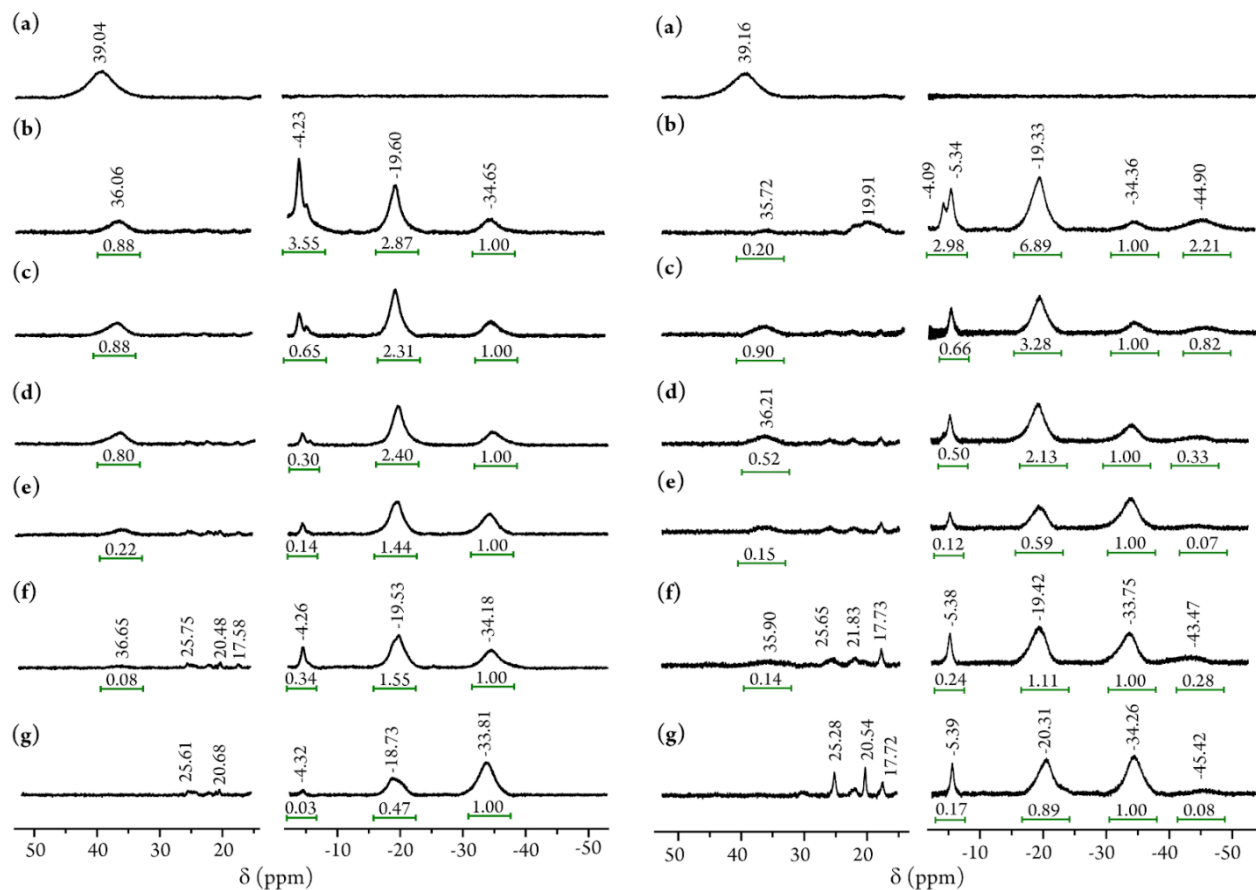 (a) 39.04
(b) 36.06 -4.23 -19.60 -34.65
0.88 3.55 2.87 1.00
(c)
0.88 0.65 2.31 1.00
(d)
0.80 0.30 2.40 1.00
(e)
0.22 0.14 1.44 1.00
(f) 36.65 25.75 20.48 17.58 -4.26 -19.53 -34.18
0.08 0.34 1.55 1.00
(g) 25.61 20.68 -4.32 -18.73 -33.81
0.03 0.47 1.00
50 40 30 20 -10 -20 -30 -40 -50
δ (ppm)
(a) 39.16
(b) 35.72 19.91 -4.09 -5.34 -19.33 -34.36 -44.90
0.20 2.98 6.89 1.00 2.21
(c)
0.90 0.66 3.28 1.00 0.82
(d) 36.21
0.52 0.50 2.13 1.00 0.33
(e)
0.15 0.12 0.59 1.00 0.07
(f) 35.90 25.65 21.83 17.73 -5.38 -19.42 -33.75 -43.47
0.14 0.24 1.11 1.00 0.28
(g) 25.28 20.54 17.72 -5.39 -20.31 -34.26 -45.42
0.17 0.89 1.00 0.08
50 40 30 20 -10 -20 -30 -40 -50
δ (ppm)